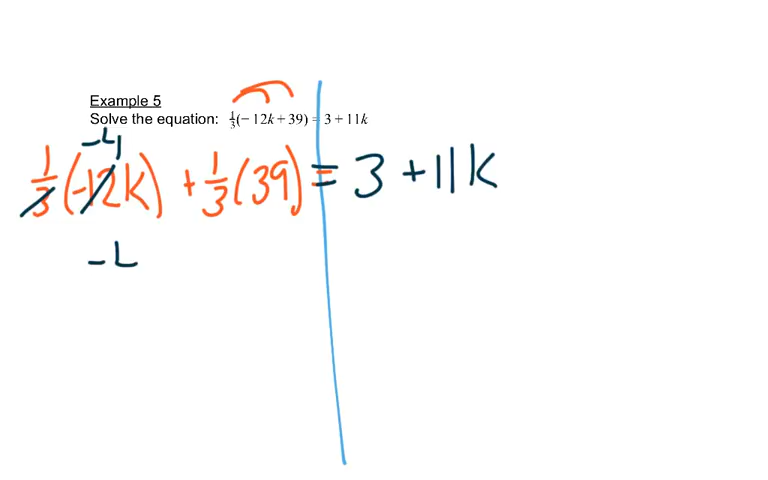 Example 5
Solve the equation: ⅓(− 12k + 39) = 3 + 11k
-4
1/3 (-12k) + 1/3 (39) = 3 + 11k